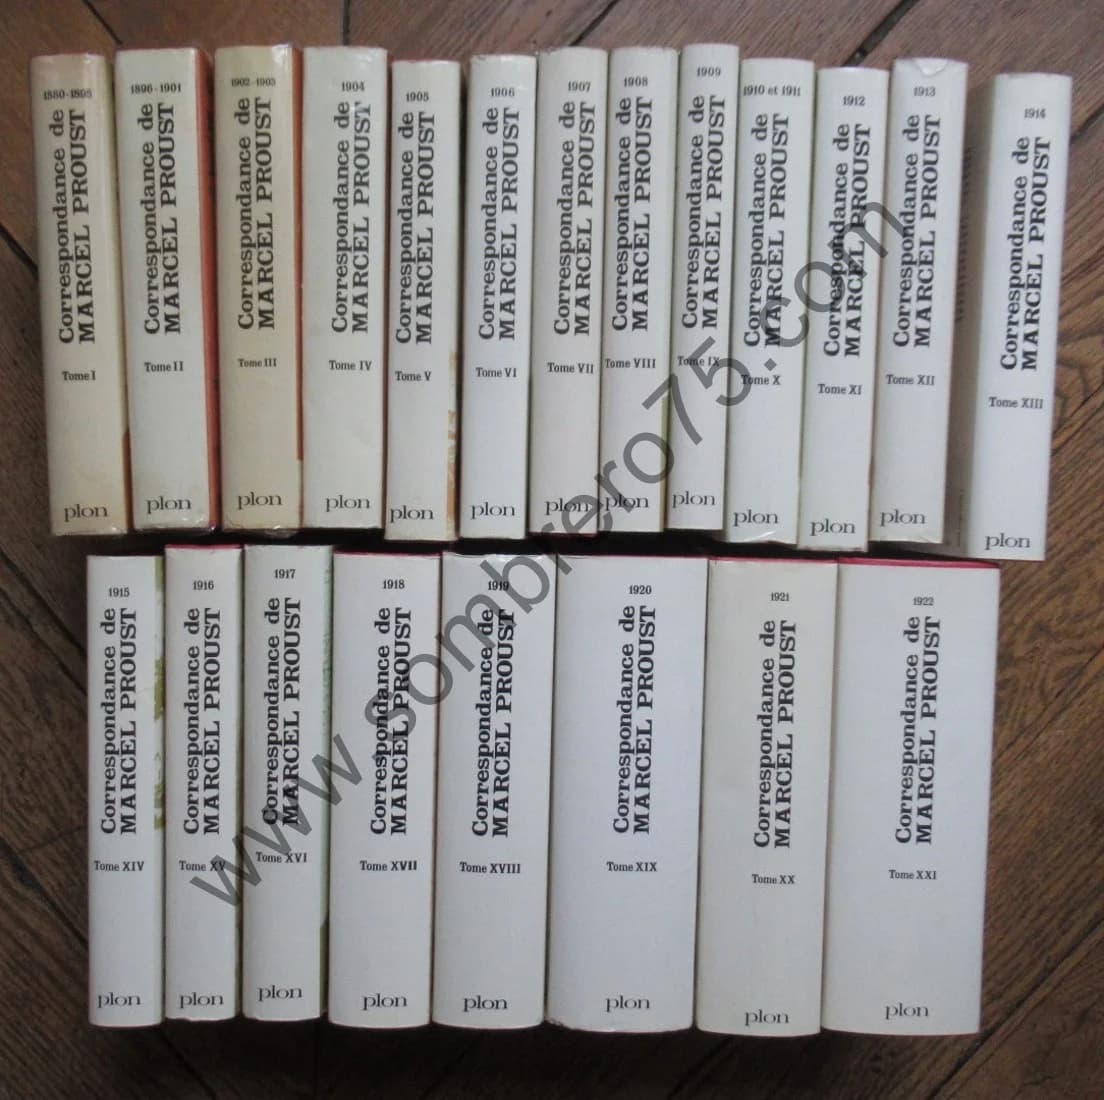 1880-1895
Correspondance de
MARCEL PROUST
Tome I
plon
1896-1901
Correspondance de
MARCEL PROUST
Tome II
plon
1902-1903
Correspondance de
MARCEL PROUST
Tome III
plon
1904
Correspondance de
MARCEL PROUST
Tome IV
plon
1905
Correspondance de
MARCEL PROUST
Tome V
plon
1906
Correspondance de
MARCEL PROUST
Tome VI
plon
1907
Correspondance de
MARCEL PROUST
Tome VII
plon
1908
Correspondance de
MARCEL PROUST
Tome VIII
plon
1909
Correspondance de
MARCEL PROUST
Tome IX
plon
1910 et 1911
Correspondance de
MARCEL PROUST
Tome X
plon
1912
Correspondance de
MARCEL PROUST
Tome XI
plon
1913
Correspondance de
MARCEL PROUST
Tome XII
plon
1914
Correspondance de
MARCEL PROUST
Tome XIII
plon
1915
Correspondance de
MARCEL PROUST
Tome XIV
plon
1916
Correspondance de
MARCEL PROUST
Tome XV
plon
1917
Correspondance de
MARCEL PROUST
Tome XVI
plon
1918
Correspondance de
MARCEL PROUST
Tome XVII
plon
1919
Correspondance de
MARCEL PROUST
Tome XVIII
plon
1920
Correspondance de
MARCEL PROUST
Tome XIX
plon
1921
Correspondance de
MARCEL PROUST
Tome XX
plon
1922
Correspondance de
MARCEL PROUST
Tome XXI
plon
www.sombrero75.com